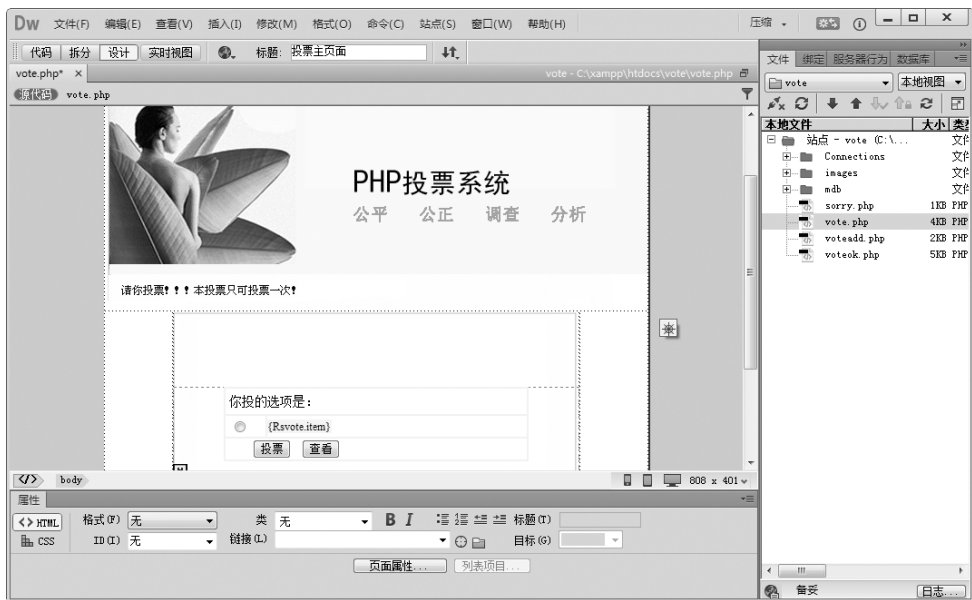 Dw 文件(F) 编辑(E) 查看(V) 插入(I) 修改(M) 格式(O) 命令(C) 站点(S) 窗口(W) 帮助(H) 压缩
代码 拆分 设计 实时视图 标题: 投票主页面
vote.php* × vote - C:\xampp\htdocs\vote\vote.php
源代码 vote.php
PHP投票系统
公平 公正 调查 分析
请你投票！！！本投票只可投票一次！
你投的选项是：
{Rsvote.item}
投票 查看
body 808 x 401
属性
<> HTML 格式(F) 无 类 无 B I 标题(T)
CSS ID(I) 无 链接(L) 目标(G)
页面属性... 列表项目...
文件 绑定 服务器行为 数据库
vote 本地视图
本地文件 大小 类型
站点 - vote (C:\... 文件
Connections 文件
images 文件
mdb 文件
sorry.php 1KB PHP
vote.php 4KB PHP
voteadd.php 2KB PHP
voteok.php 5KB PHP
备妥 日志...